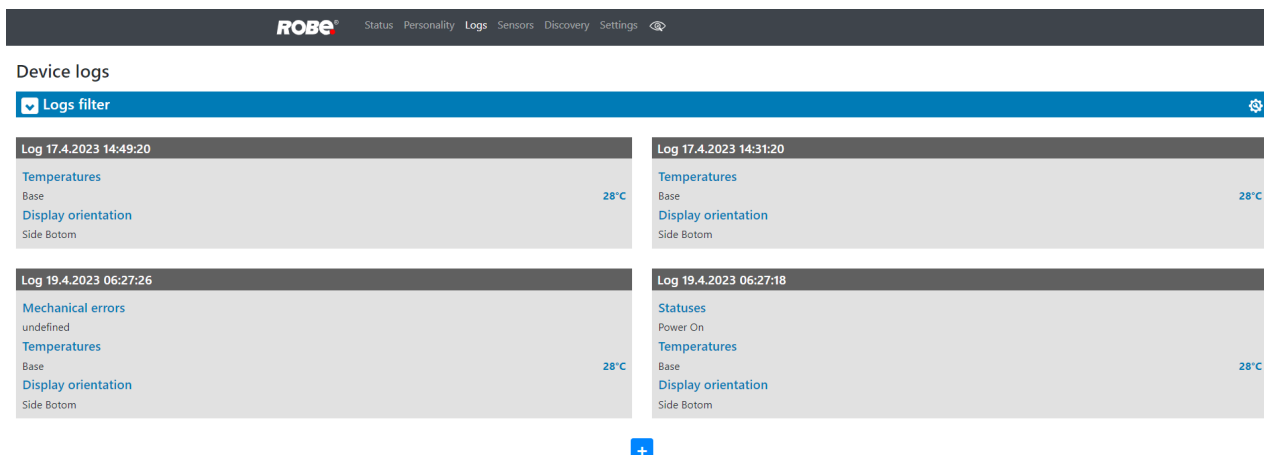 ROBE® Status Personality Logs Sensors Discovery Settings
Device logs
Logs filter
Log 17.4.2023 14:49:20
Temperatures
Base 28°C
Display orientation
Side Botom
Log 17.4.2023 14:31:20
Temperatures
Base 28°C
Display orientation
Side Botom
Log 19.4.2023 06:27:26
Mechanical errors
undefined
Temperatures
Base 28°C
Display orientation
Side Botom
Log 19.4.2023 06:27:18
Statuses
Power On
Temperatures
Base 28°C
Display orientation
Side Botom
+